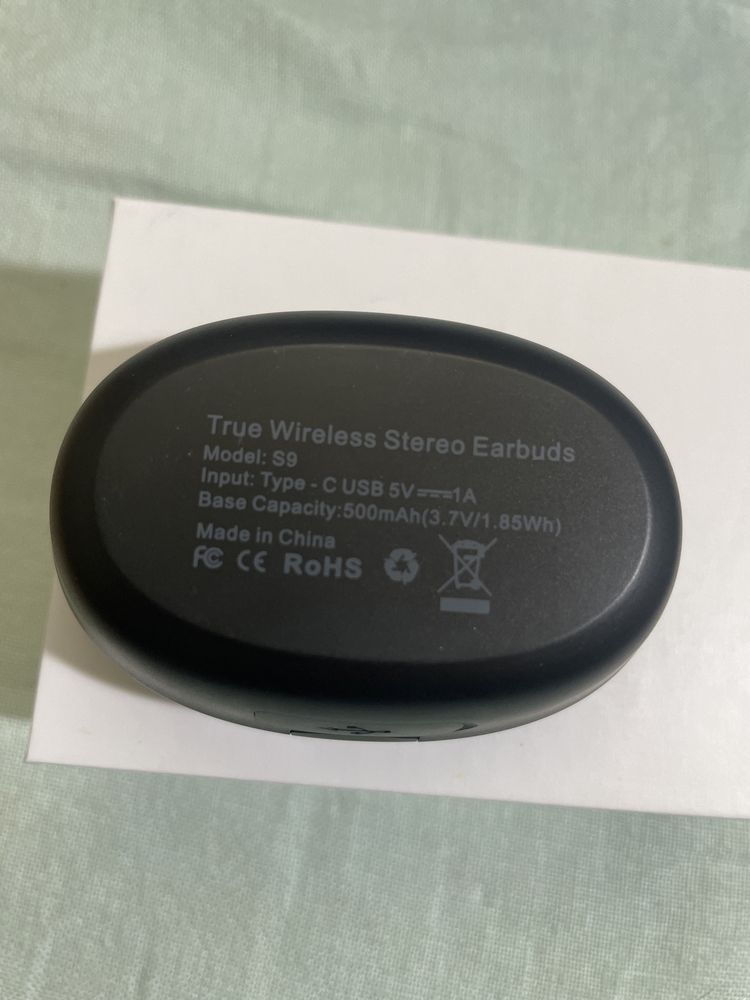 True Wireless Stereo Earbuds
Model: S9
Input: Type - C USB 5V⎓1A
Base Capacity:500mAh(3.7V/1.85Wh)
Made in China
FC CE RoHS